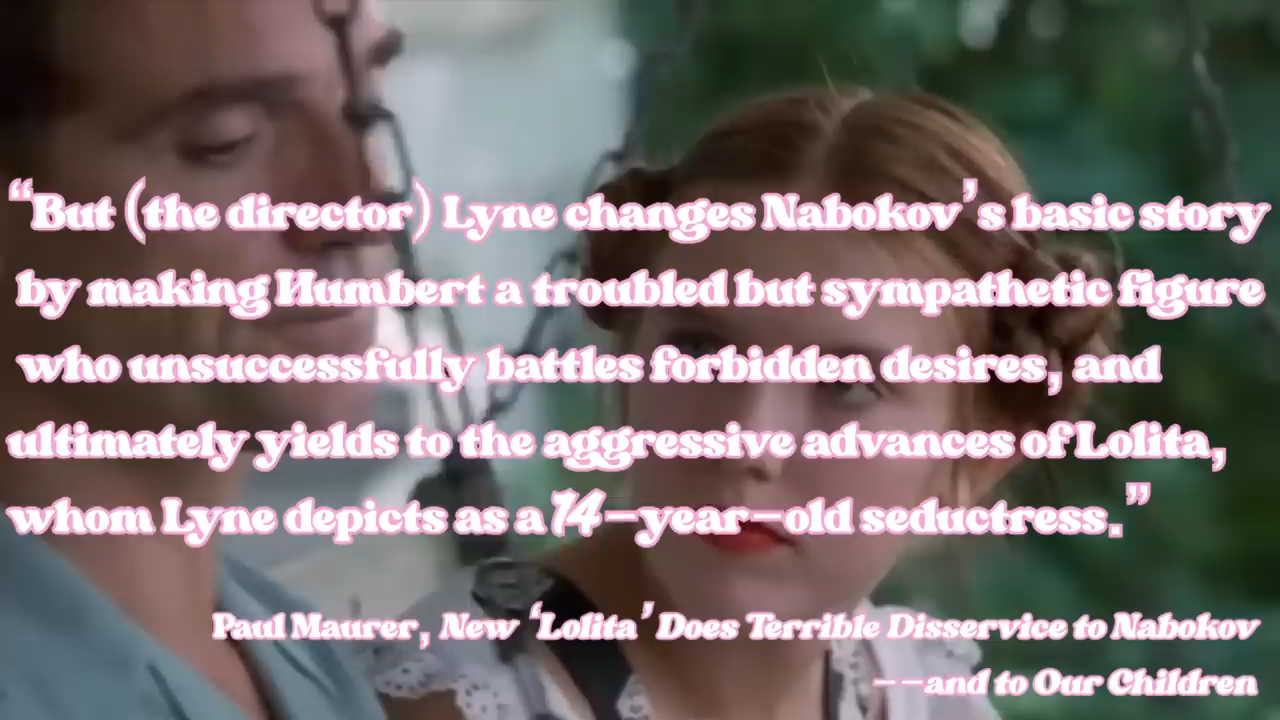 “But (the director) Lyne changes Nabokov’s basic story
by making Humbert a troubled but sympathetic figure
who unsuccessfully battles forbidden desires, and
ultimately yields to the aggressive advances of Lolita,
whom Lyne depicts as a 14-year-old seductress.”
Paul Maurer, New ‘Lolita’ Does Terrible Disservice to Nabokov
--and to Our Children